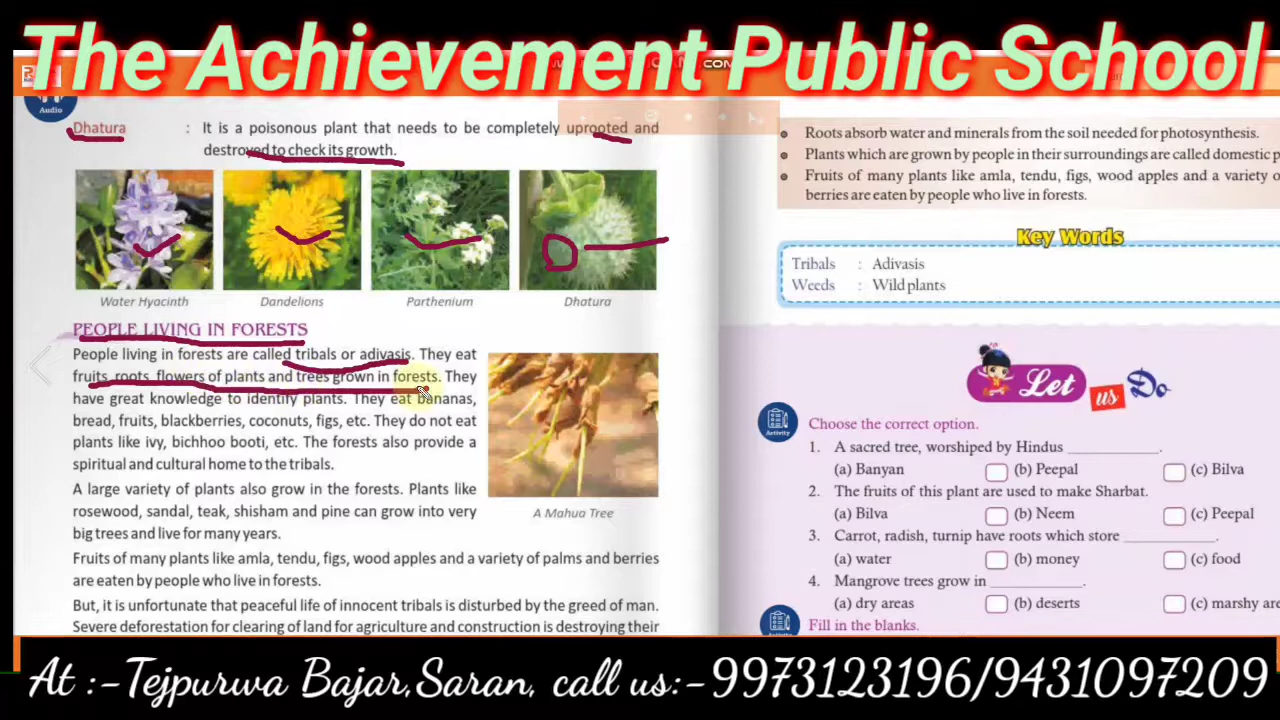 The Achievement Public School
Audio
Dhatura : It is a poisonous plant that needs to be completely uprooted and
destroyed to check its growth.
Water Hyacinth Dandelions Parthenium Dhatura
PEOPLE LIVING IN FORESTS
People living in forests are called tribals or adivasis. They eat
fruits, roots, flowers of plants and trees grown in forests. They
have great knowledge to identify plants. They eat bananas,
bread, fruits, blackberries, coconuts, figs, etc. They do not eat
plants like ivy, bichhoo booti, etc. The forests also provide a
spiritual and cultural home to the tribals.
A large variety of plants also grow in the forests. Plants like
rosewood, sandal, teak, shisham and pine can grow into very
big trees and live for many years.
A Mahua Tree
Fruits of many plants like amla, tendu, figs, wood apples and a variety of palms and berries
are eaten by people who live in forests.
But, it is unfortunate that peaceful life of innocent tribals is disturbed by the greed of man.
Severe deforestation for clearing of land for agriculture and construction is destroying their
Roots absorb water and minerals from the soil needed for photosynthesis.
Plants which are grown by people in their surroundings are called domestic p
Fruits of many plants like amla, tendu, figs, wood apples and a variety o
berries are eaten by people who live in forests.
Key Words
Tribals : Adivasis
Weeds : Wild plants
Let us Do
Activity
Choose the correct option.
1. A sacred tree, worshiped by Hindus __________.
(a) Banyan (b) Peepal (c) Bilva
2. The fruits of this plant are used to make Sharbat.
(a) Bilva (b) Neem (c) Peepal
3. Carrot, radish, turnip have roots which store __________.
(a) water (b) money (c) food
4. Mangrove trees grow in __________.
(a) dry areas (b) deserts (c) marshy are
Activity
Fill in the blanks.
At :-Tejpurwa Bajar,Saran, call us:-9973123196/9431097209